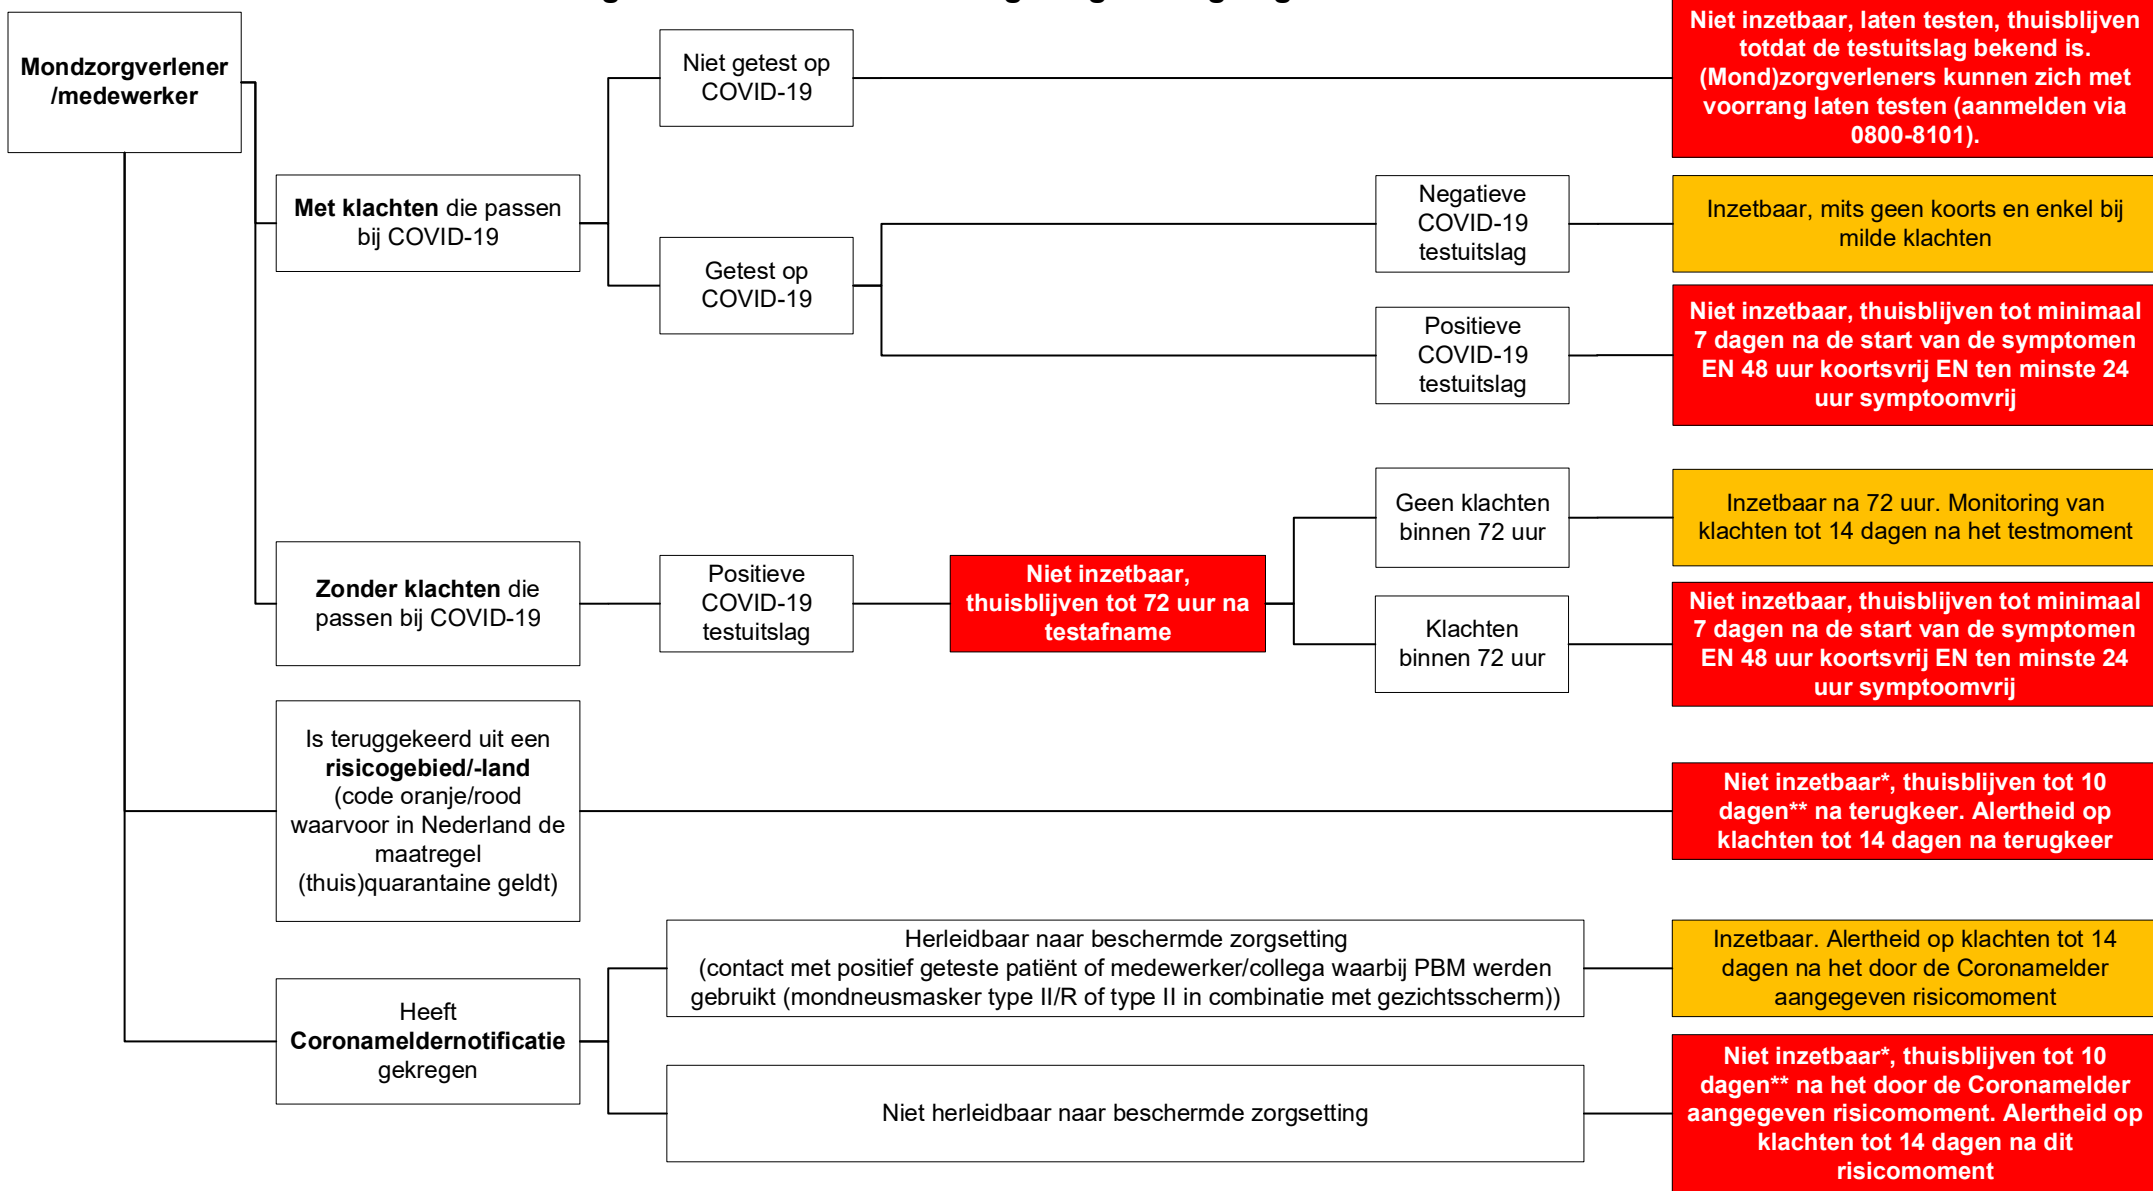 Mondzorgverlener
/medewerker
Niet getest op
COVID-19
Niet inzetbaar, laten testen, thuisblijven
totdat de testuitslag bekend is.
(Mond)zorgverleners kunnen zich met
voorrang laten testen (aanmelden via
0800-8101).
Met klachten die passen
bij COVID-19
Getest op
COVID-19
Negatieve
COVID-19
testuitslag
Inzetbaar, mits geen koorts en enkel bij
milde klachten
Positieve
COVID-19
testuitslag
Niet inzetbaar, thuisblijven tot minimaal
7 dagen na de start van de symptomen
EN 48 uur koortsvrij EN ten minste 24
uur symptoomvrij
Zonder klachten die
passen bij COVID-19
Positieve
COVID-19
testuitslag
Niet inzetbaar,
thuisblijven tot 72 uur na
testafname
Geen klachten
binnen 72 uur
Inzetbaar na 72 uur. Monitoring van
klachten tot 14 dagen na het testmoment
Klachten
binnen 72 uur
Niet inzetbaar, thuisblijven tot minimaal
7 dagen na de start van de symptomen
EN 48 uur koortsvrij EN ten minste 24
uur symptoomvrij
Is teruggekeerd uit een
risicogebied/-land
(code oranje/rood
waarvoor in Nederland de
maatregel
(thuis)quarantaine geldt)
Niet inzetbaar*, thuisblijven tot 10
dagen** na terugkeer. Alertheid op
klachten tot 14 dagen na terugkeer
Heeft
Coronameldernotificatie
gekregen
Herleidbaar naar beschermde zorgsetting
(contact met positief geteste patiënt of medewerker/collega waarbij PBM werden
gebruikt (mondneusmasker type II/R of type II in combinatie met gezichtsscherm))
Inzetbaar. Alertheid op klachten tot 14
dagen na het door de Coronamelder
aangegeven risicomoment
Niet herleidbaar naar beschermde zorgsetting
Niet inzetbaar*, thuisblijven tot 10
dagen** na het door de Coronamelder
aangegeven risicomoment. Alertheid op
klachten tot 14 dagen na dit
risicomoment